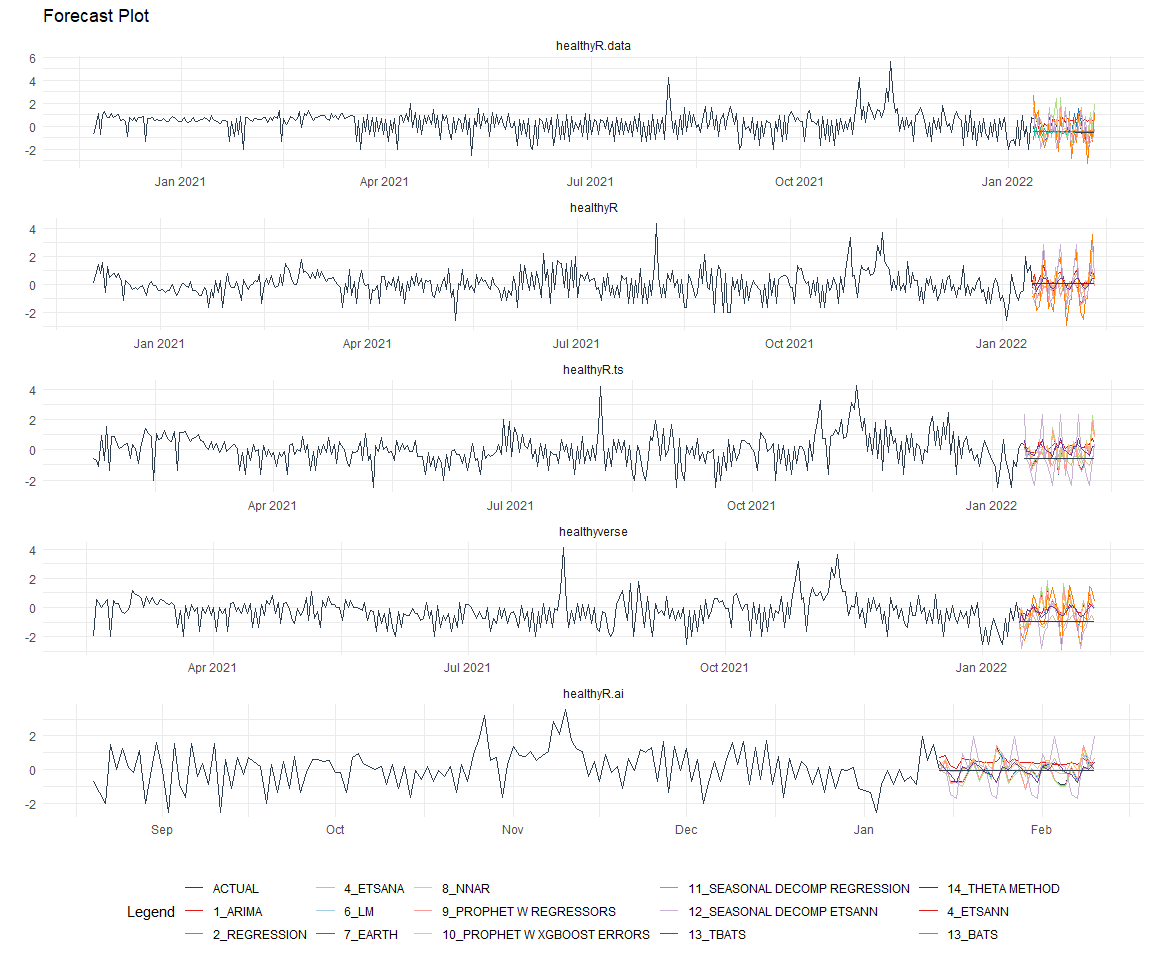 Forecast Plot
healthyR.data
6
4
2
0
-2
Jan 2021 Apr 2021 Jul 2021 Oct 2021 Jan 2022
healthyR
4
2
0
-2
Jan 2021 Apr 2021 Jul 2021 Oct 2021 Jan 2022
healthyR.ts
4
2
0
-2
Apr 2021 Jul 2021 Oct 2021 Jan 2022
healthyverse
4
2
0
-2
Apr 2021 Jul 2021 Oct 2021 Jan 2022
healthyR.ai
2
0
-2
Sep Oct Nov Dec Jan Feb
Legend
ACTUAL 4_ETSANA 8_NNAR 11_SEASONAL DECOMP REGRESSION 14_THETA METHOD
1_ARIMA 6_LM 9_PROPHET W REGRESSORS 12_SEASONAL DECOMP ETSANN 4_ETSANN
2_REGRESSION 7_EARTH 10_PROPHET W XGBOOST ERRORS 13_TBATS 13_BATS